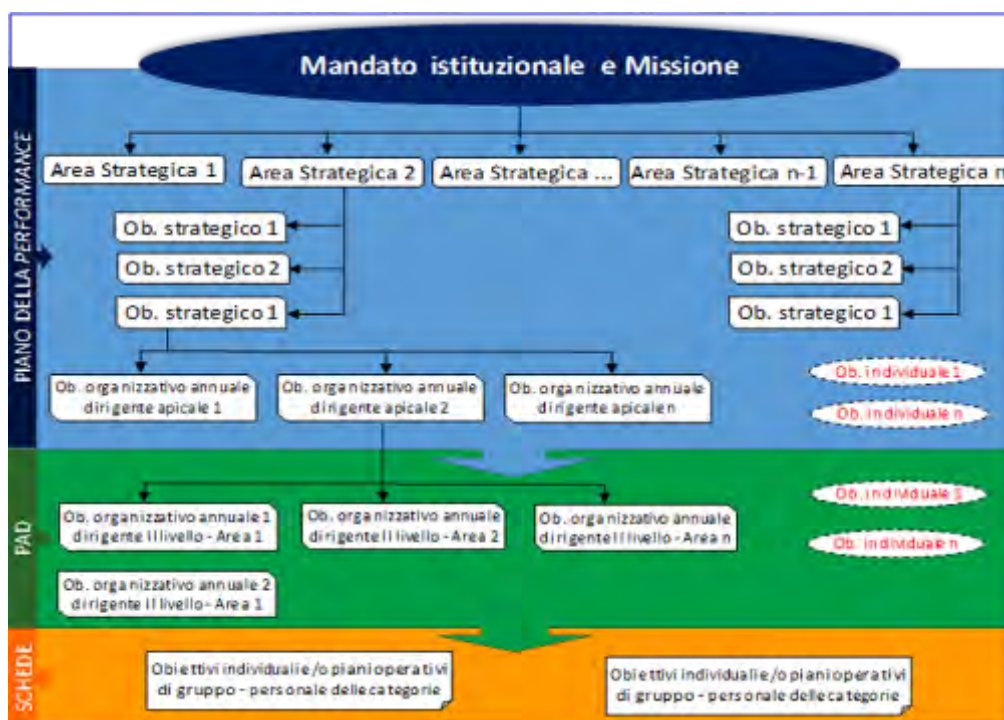 Mandato istituzionale e Missione
PIANO DELLA PERFORMANCE
Area Strategica 1
Area Strategica 2
Area Strategica ...
Area Strategica n-1
Area Strategica n
Ob. strategico 1
Ob. strategico 1
Ob. strategico 2
Ob. strategico 2
Ob. strategico 1
Ob. strategico 1
Ob. organizzativo annuale
dirigente apicale 1
Ob. organizzativo annuale
dirigente apicale 2
Ob. organizzativo annuale
dirigente apicale n
Ob. individuale 1
Ob. individuale n
PAD
Ob. organizzativo annuale 1
dirigente II livello - Area 1
Ob. organizzativo annuale
dirigente II livello - Area 2
Ob. organizzativo annuale
dirigente II livello - Area n
Ob. individuale
Ob. individuale n
Ob. organizzativo annuale 2
dirigente II livello - Area 1
SCHEDE
Obiettivi individuali e/o piani operativi
di gruppo - personale delle categorie
Obiettivi individuali e/o piani operativi
di gruppo - personale delle categorie